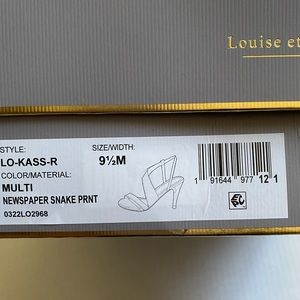 Louise et
STYLE: SIZE/WIDTH:
LO-KASS-R 9½M
COLOR/MATERIAL:
MULTI
NEWSPAPER SNAKE PRNT
0322LO2968
1 91644 977 12 1